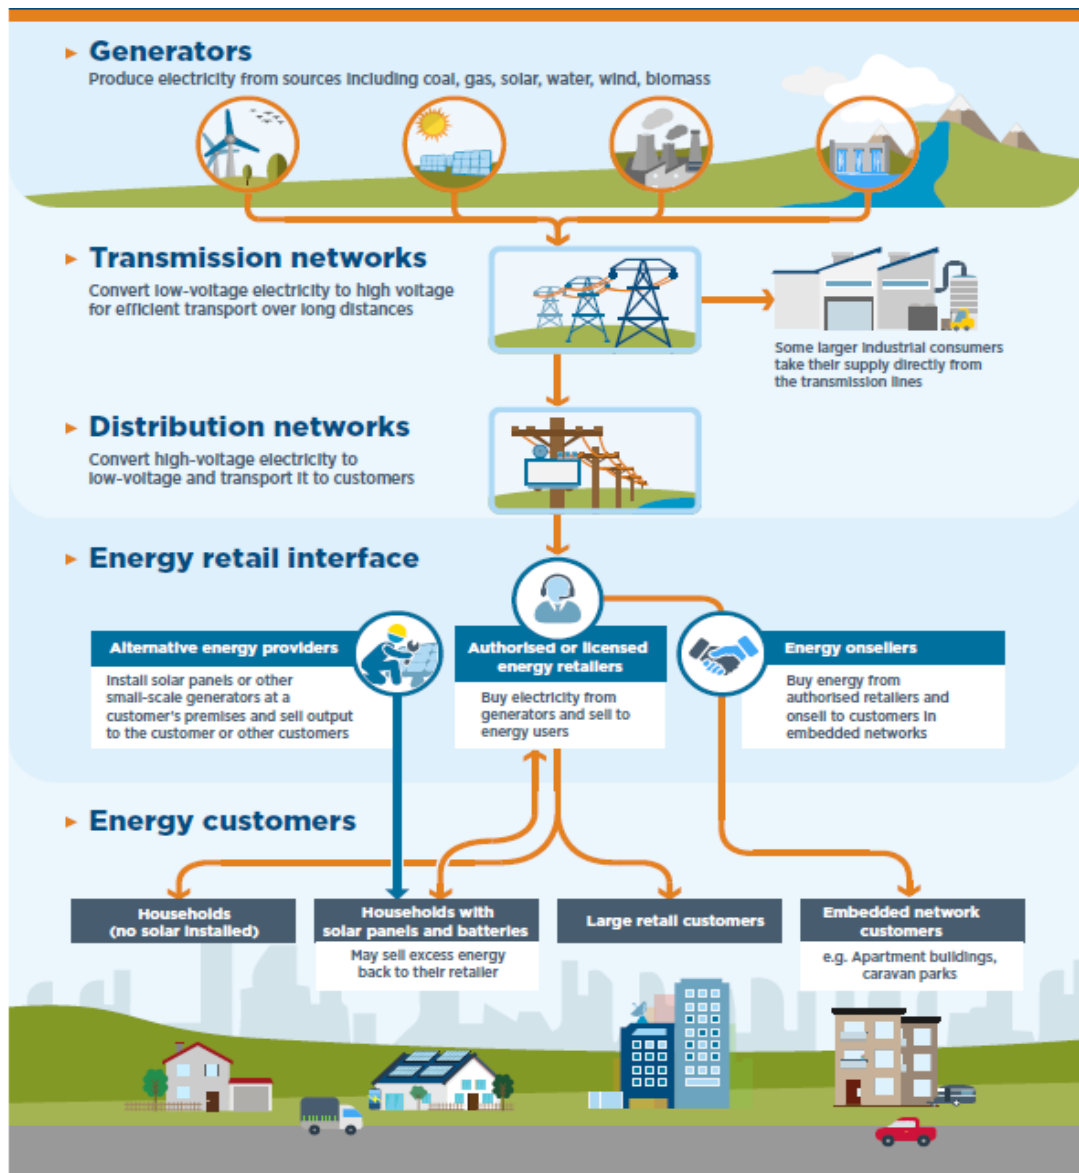 Generators
Produce electricity from sources including coal, gas, solar, water, wind, biomass
Transmission networks
Convert low-voltage electricity to high voltage
for efficient transport over long distances
Some larger industrial consumers
take their supply directly from
the transmission lines
Distribution networks
Convert high-voltage electricity to
low-voltage and transport it to customers
Energy retail interface
Alternative energy providers
Install solar panels or other
small-scale generators at a
customer's premises and sell output
to the customer or other customers
Authorised or licensed
energy retailers
Buy electricity from
generators and sell to
energy users
Energy onsellers
Buy energy from
authorised retailers and
onsell to customers in
embedded networks
Energy customers
Households
(no solar installed)
Households with
solar panels and batteries
May sell excess energy
back to their retailer
Large retail customers
Embedded network
customers
e.g. Apartment buildings,
caravan parks